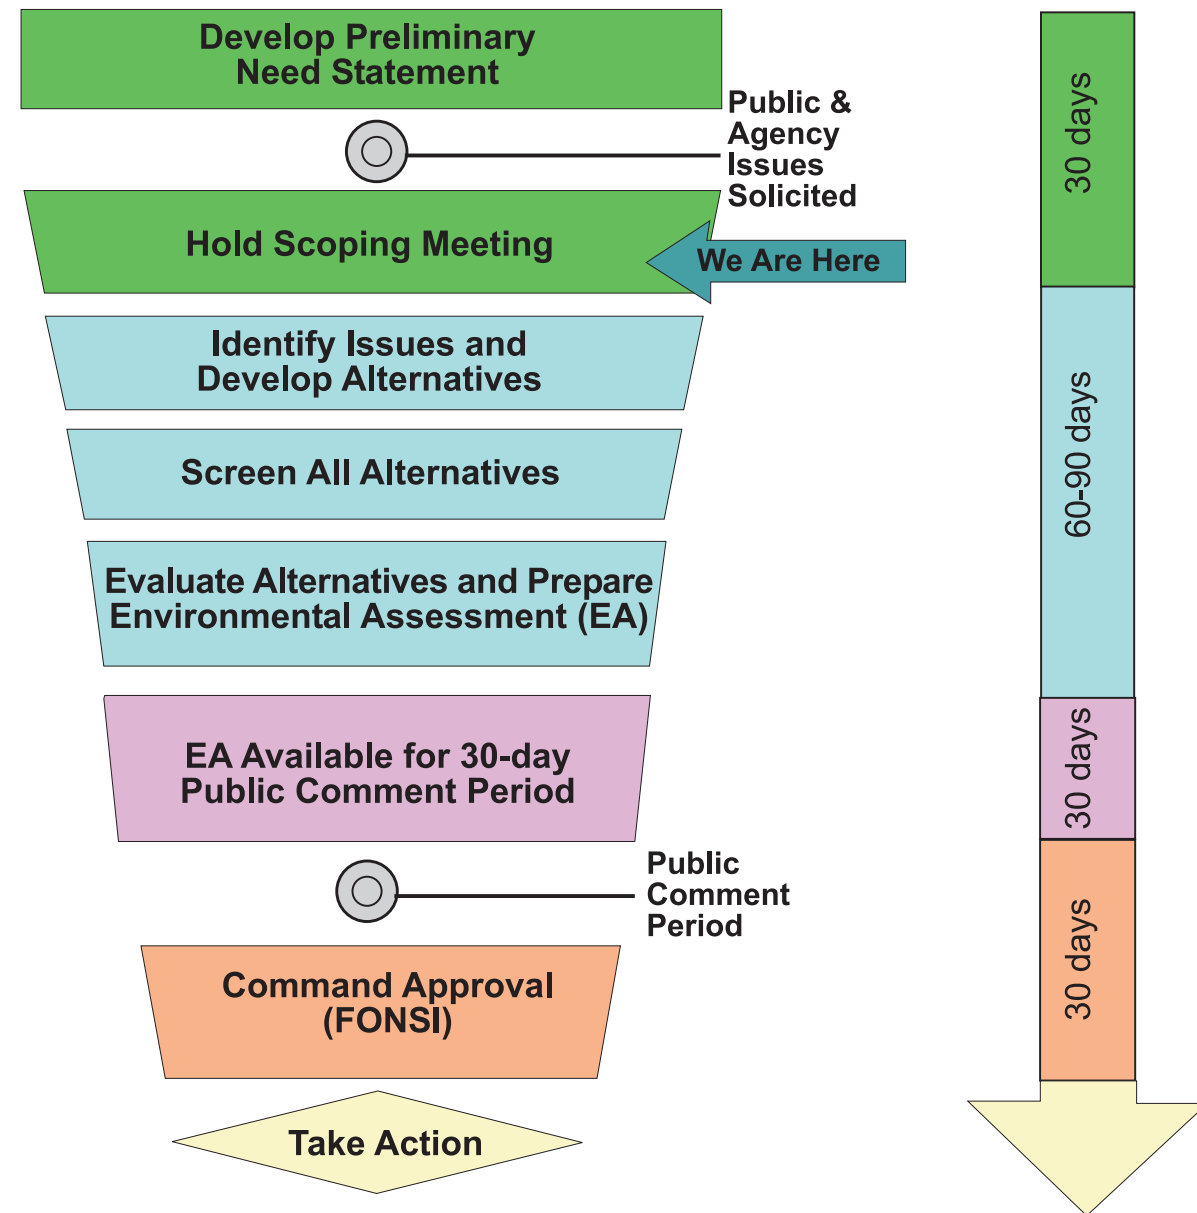 Develop Preliminary
Need Statement
Public &
Agency
Issues
Solicited
Hold Scoping Meeting
We Are Here
Identify Issues and
Develop Alternatives
Screen All Alternatives
Evaluate Alternatives and Prepare
Environmental Assessment (EA)
EA Available for 30-day
Public Comment Period
Public
Comment
Period
Command Approval
(FONSI)
Take Action
30 days
60-90 days
30 days
30 days